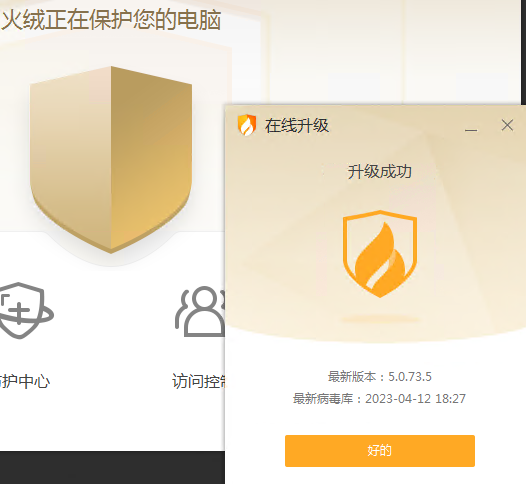 火绒正在保护您的电脑
在线升级
升级成功
最新版本：5.0.73.5
最新病毒库：2023-04-12 18:27
好的
护中心
访问控